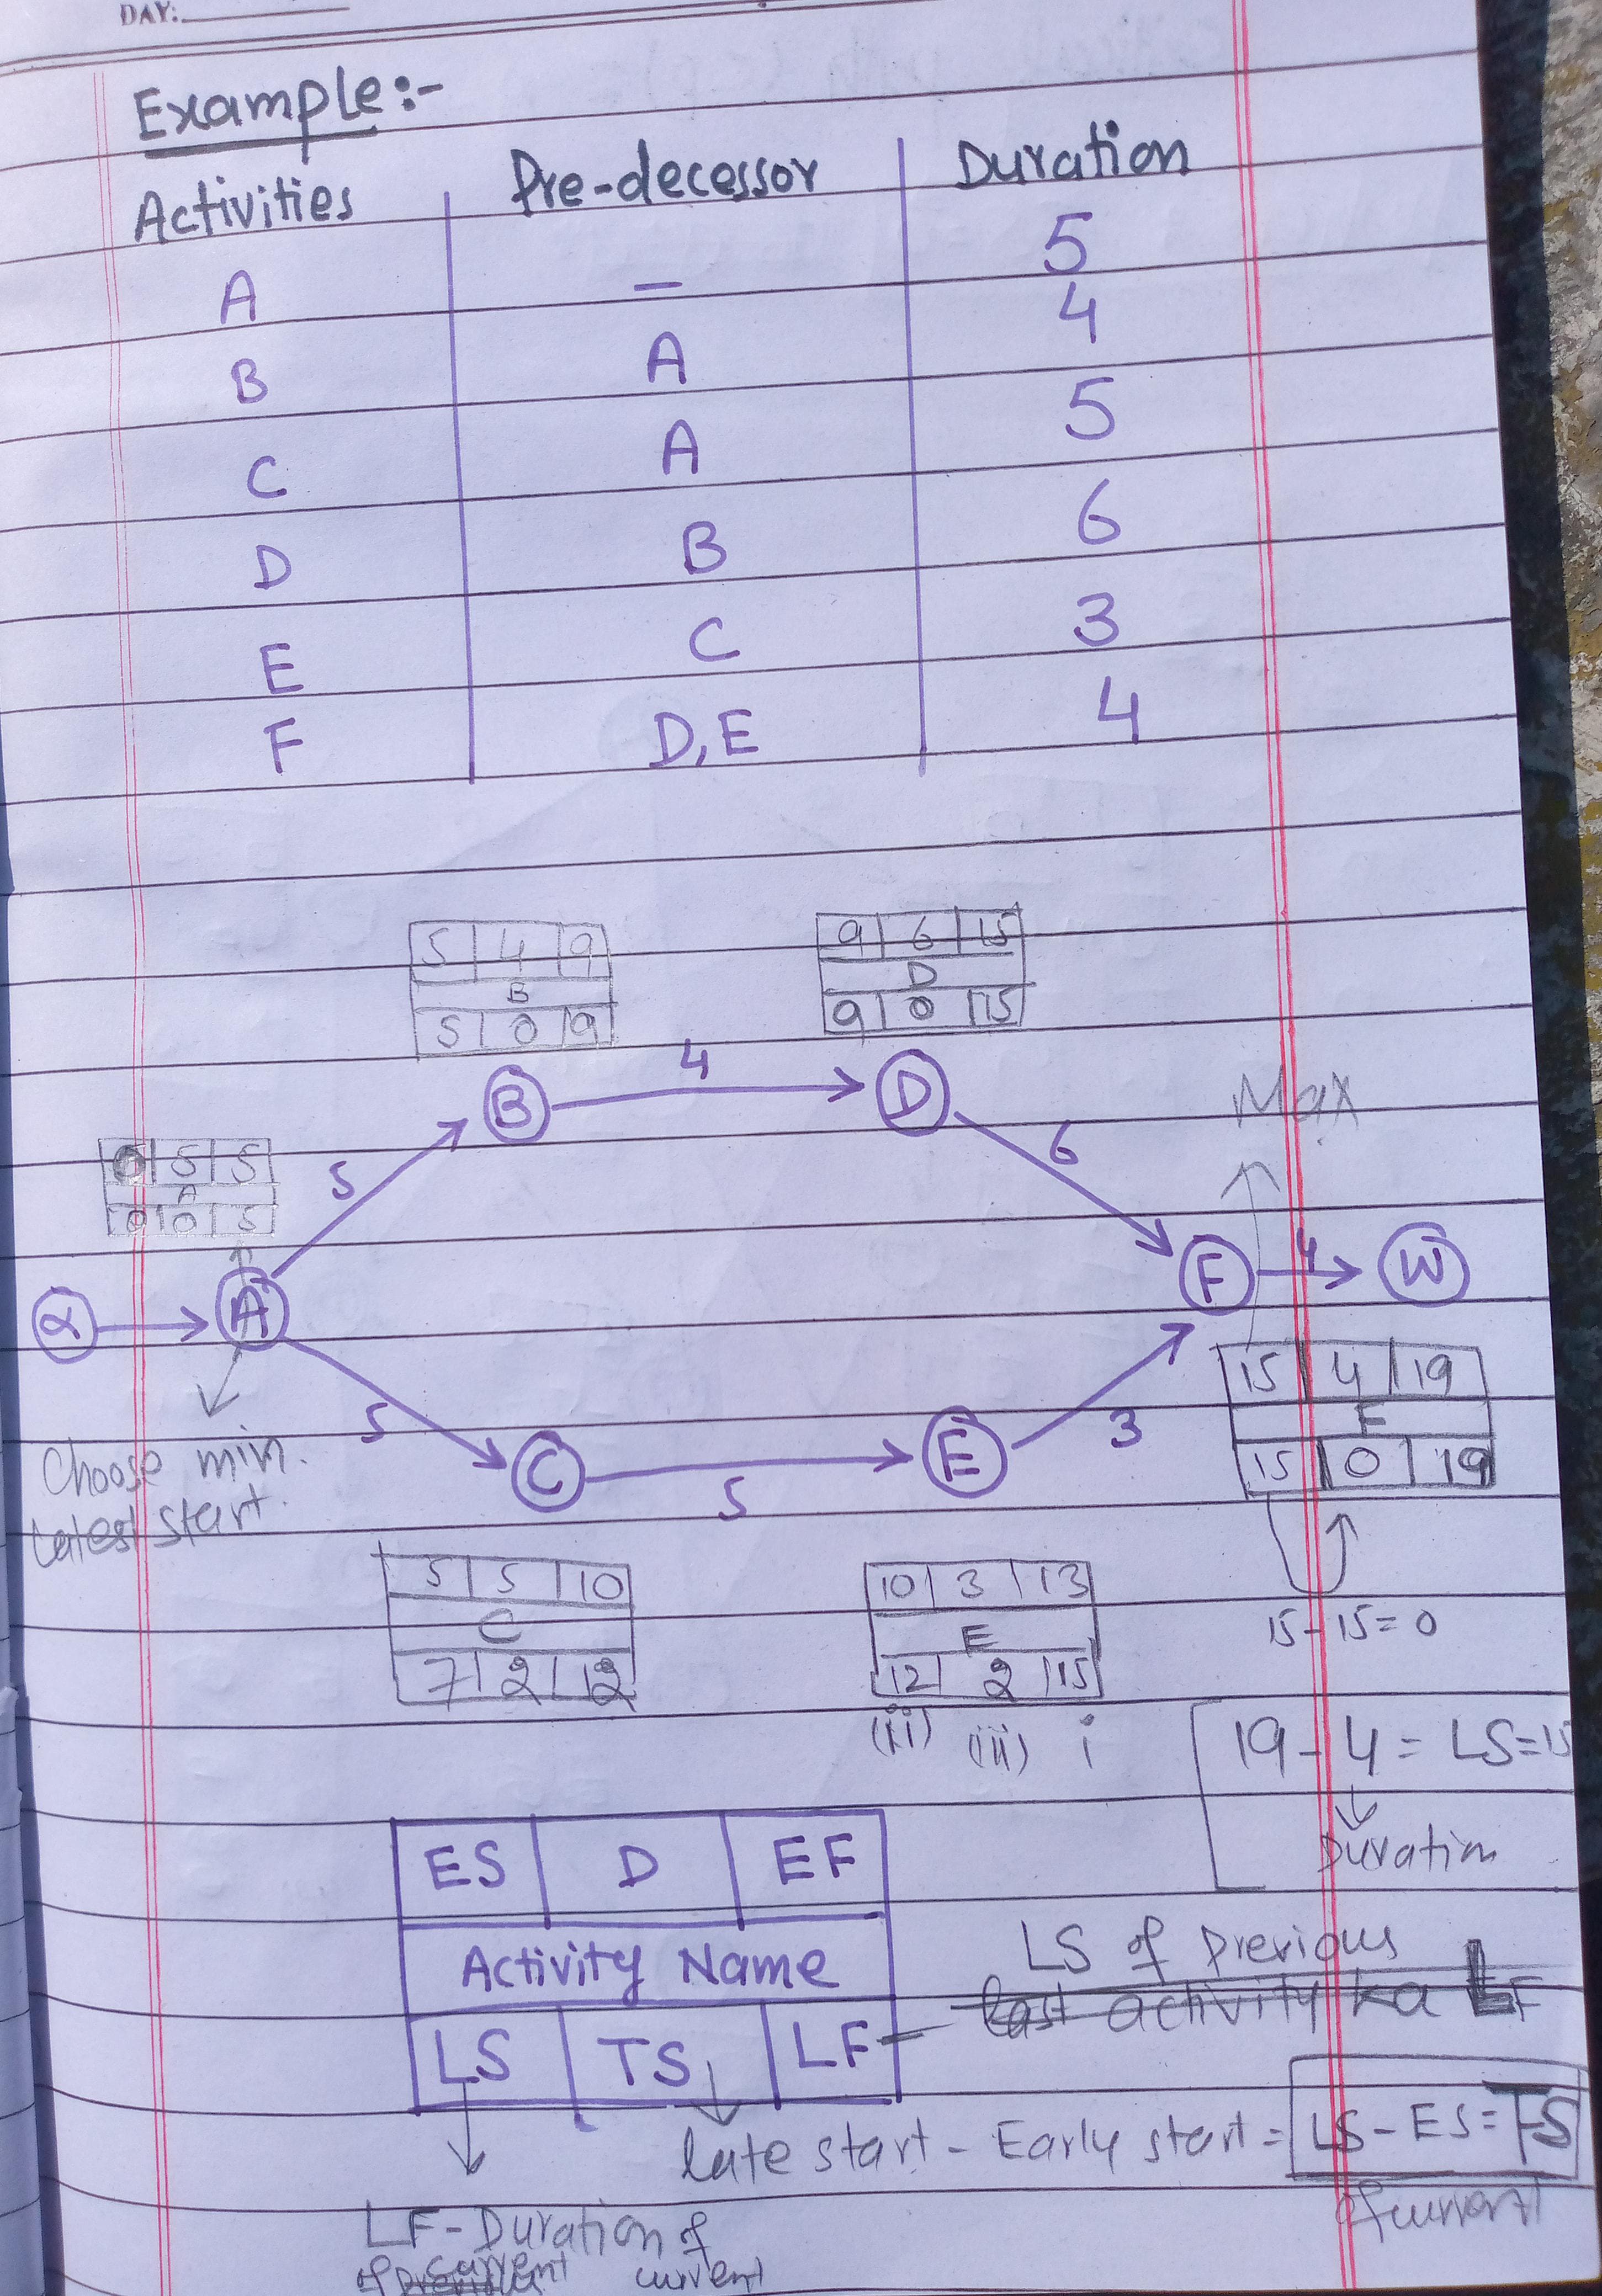 DAY:
Example:-
Activities Pre-decessor Duration
A — 5
B A 4
C A 5
D B 6
E C 3
F D,E 4
5 4 9
B
5 0 9
9 6 15
D
9 0 15
4
B D
Max
0 5 5
A
0 0 5
5
6
α A F 4 W
15 4 19
F
15 0 19
Choose min.
latest start.
5
C E
5
3
5 5 10
C
7 2 12
10 3 13
E
12 2 15
(ii) (iii) i
15-15=0
19-4=LS=15
Duration
ES D EF
Activity Name
LS TS LF
LS of previous
last activity ka LF
late start - Early start = LS-ES=TS
of current
LF-Duration of
of current current